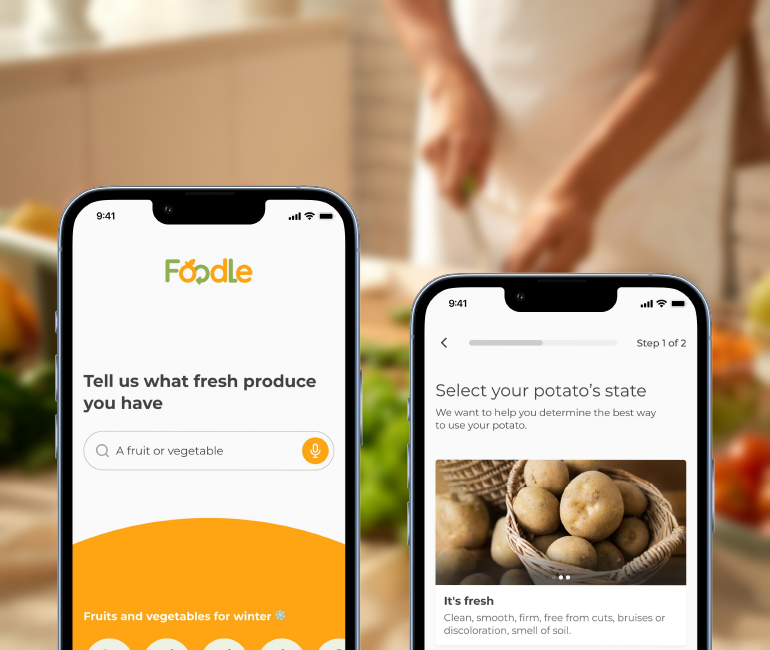 9:41
Foodle
Tell us what fresh produce
you have
A fruit or vegetable
Fruits and vegetables for winter ❄️
9:41
Step 1 of 2
Select your potato’s state
We want to help you determine the best way
to use your potato.
It's fresh
Clean, smooth, firm, free from cuts, bruises or
discoloration, smell of soil.